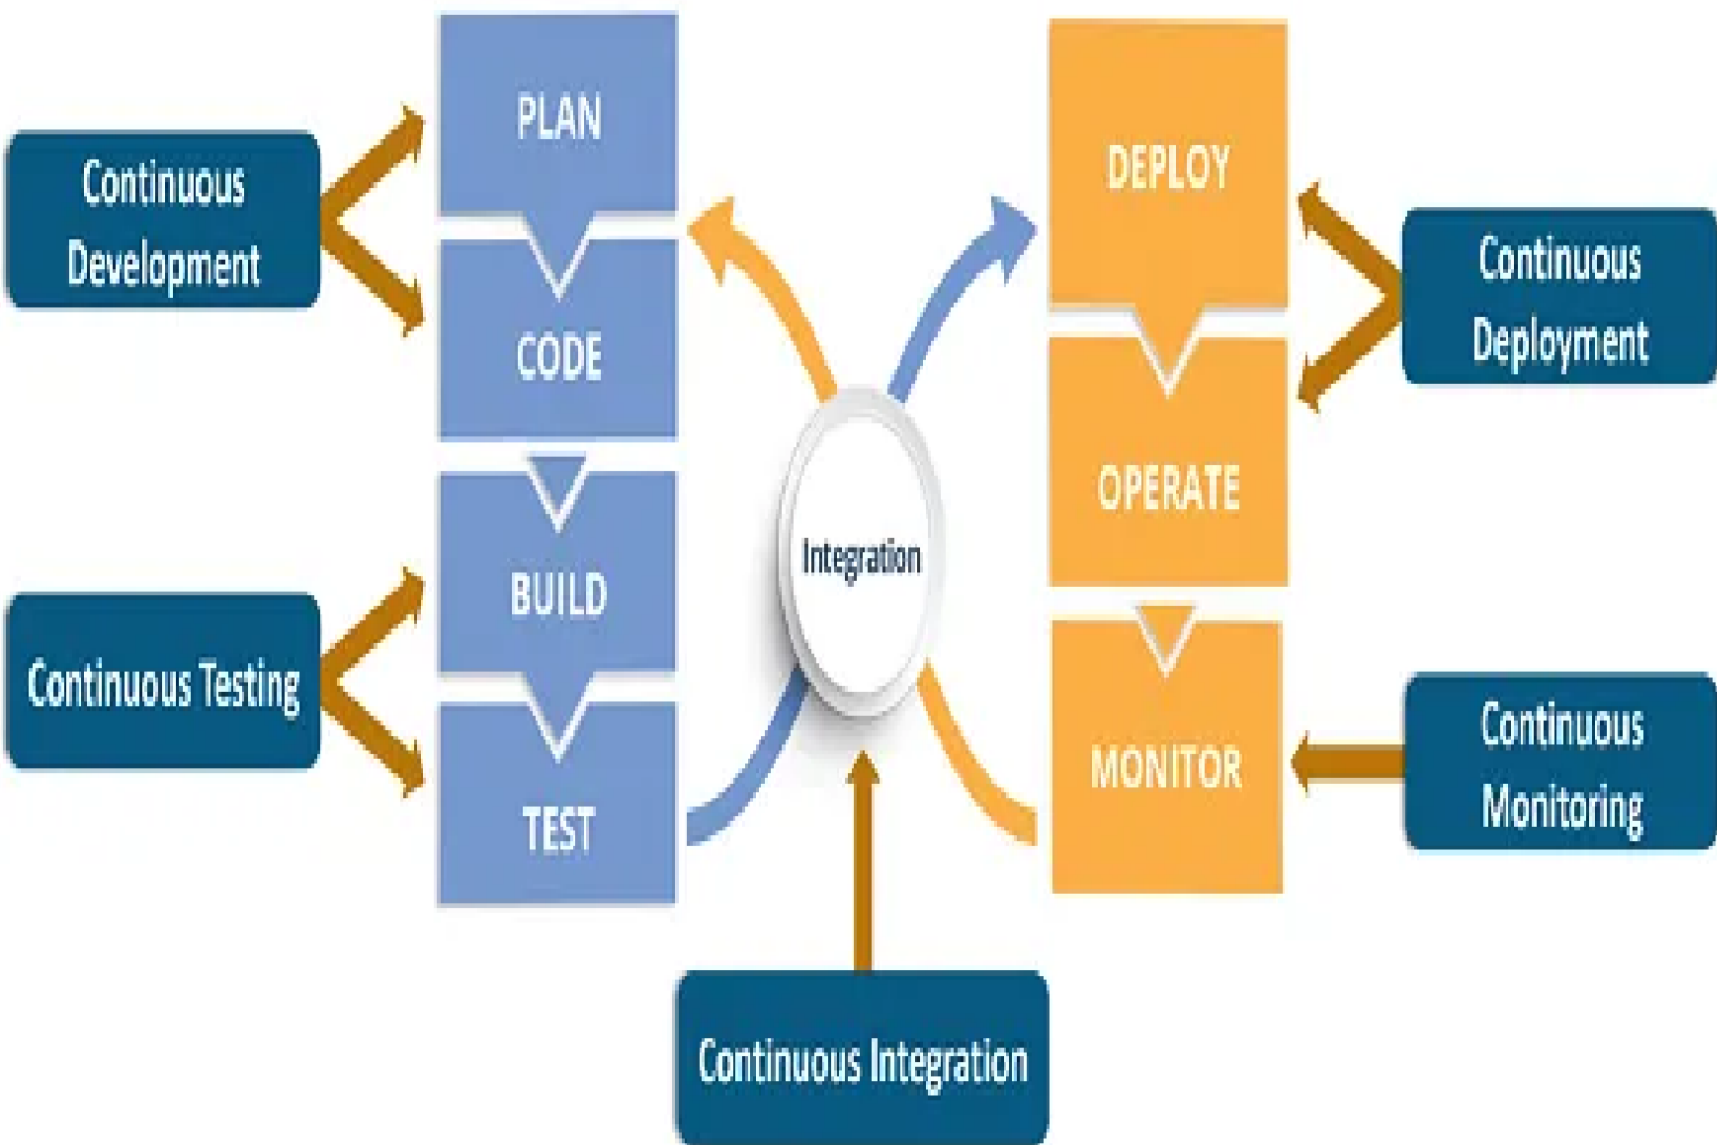 PLAN
CODE
BUILD
TEST
Continuous
Development
Continuous Testing
Integration
Continuous Integration
DEPLOY
OPERATE
MONITOR
Continuous
Deployment
Continuous
Monitoring